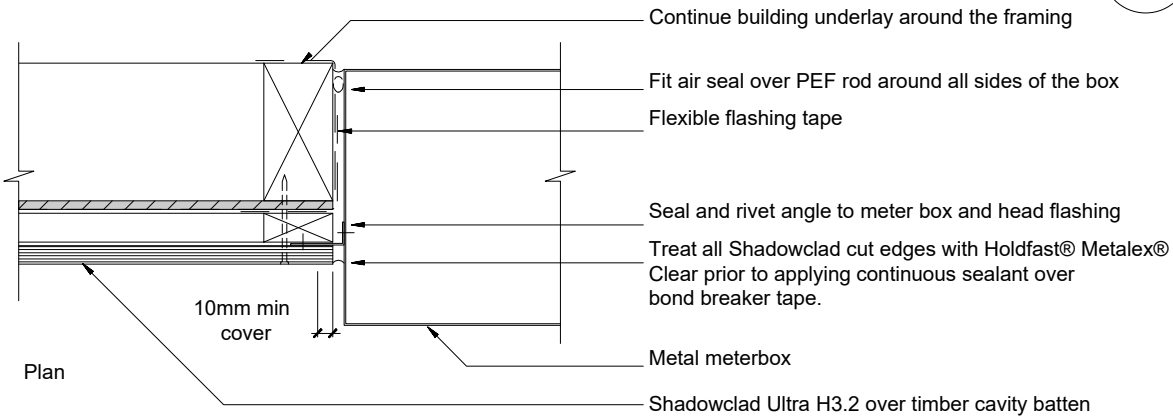 Continue building underlay around the framing
Fit air seal over PEF rod around all sides of the box
Flexible flashing tape
Seal and rivet angle to meter box and head flashing
Treat all Shadowclad cut edges with Holdfast® Metalex®
Clear prior to applying continuous sealant over
bond breaker tape.
10mm min
cover
Metal meterbox
Plan
Shadowclad Ultra H3.2 over timber cavity batten